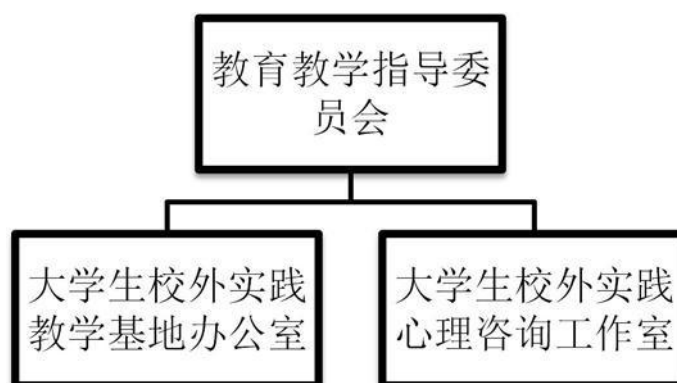 教育教学指导委
员会
大学生校外实践
教学基地办公室
大学生校外实践
心理咨询工作室